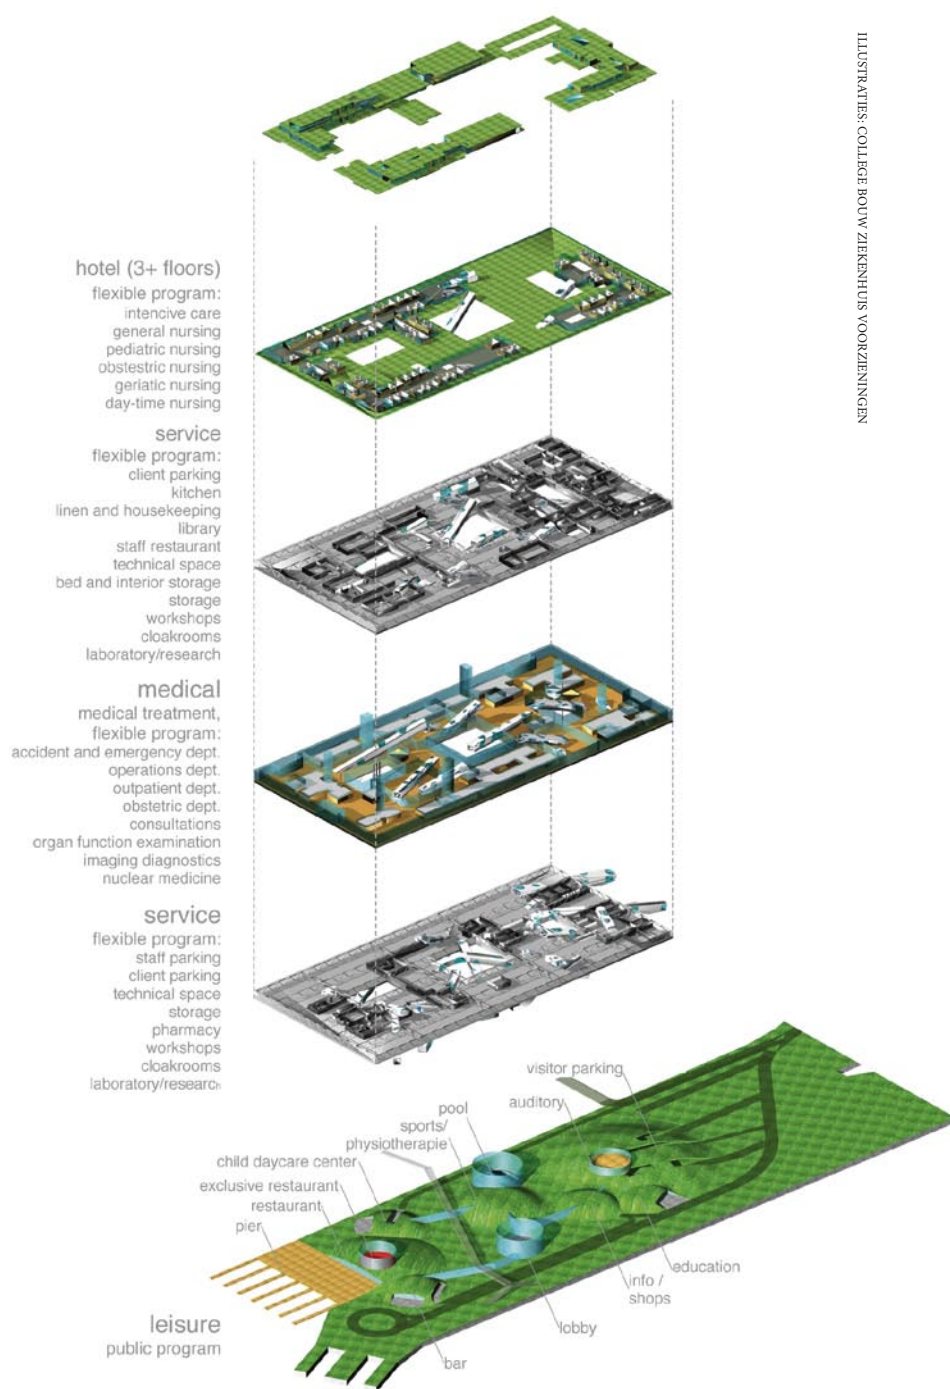 ILLUSTRATIES: COLLEGE BOUW ZIEKENHUIS VOORZIENINGEN
hotel (3+ floors)
flexible program:
intencive care
general nursing
pediatric nursing
obstestric nursing
geriatic nursing
day-time nursing
service
flexible program:
client parking
kitchen
linen and housekeeping
library
staff restaurant
technical space
bed and interior storage
storage
workshops
cloakrooms
laboratory/research
medical
medical treatment,
flexible program:
accident and emergency dept.
operations dept.
outpatient dept.
obstetric dept.
consultations
organ function examination
imaging diagnostics
nuclear medicine
service
flexible program:
staff parking
client parking
technical space
storage
pharmacy
workshops
cloakrooms
laboratory/research
visitor parking
auditory
pool
sports/
physiotherapie
child daycare center
exclusive restaurant
restaurant
pier
education
info /
shops
lobby
bar
leisure
public program